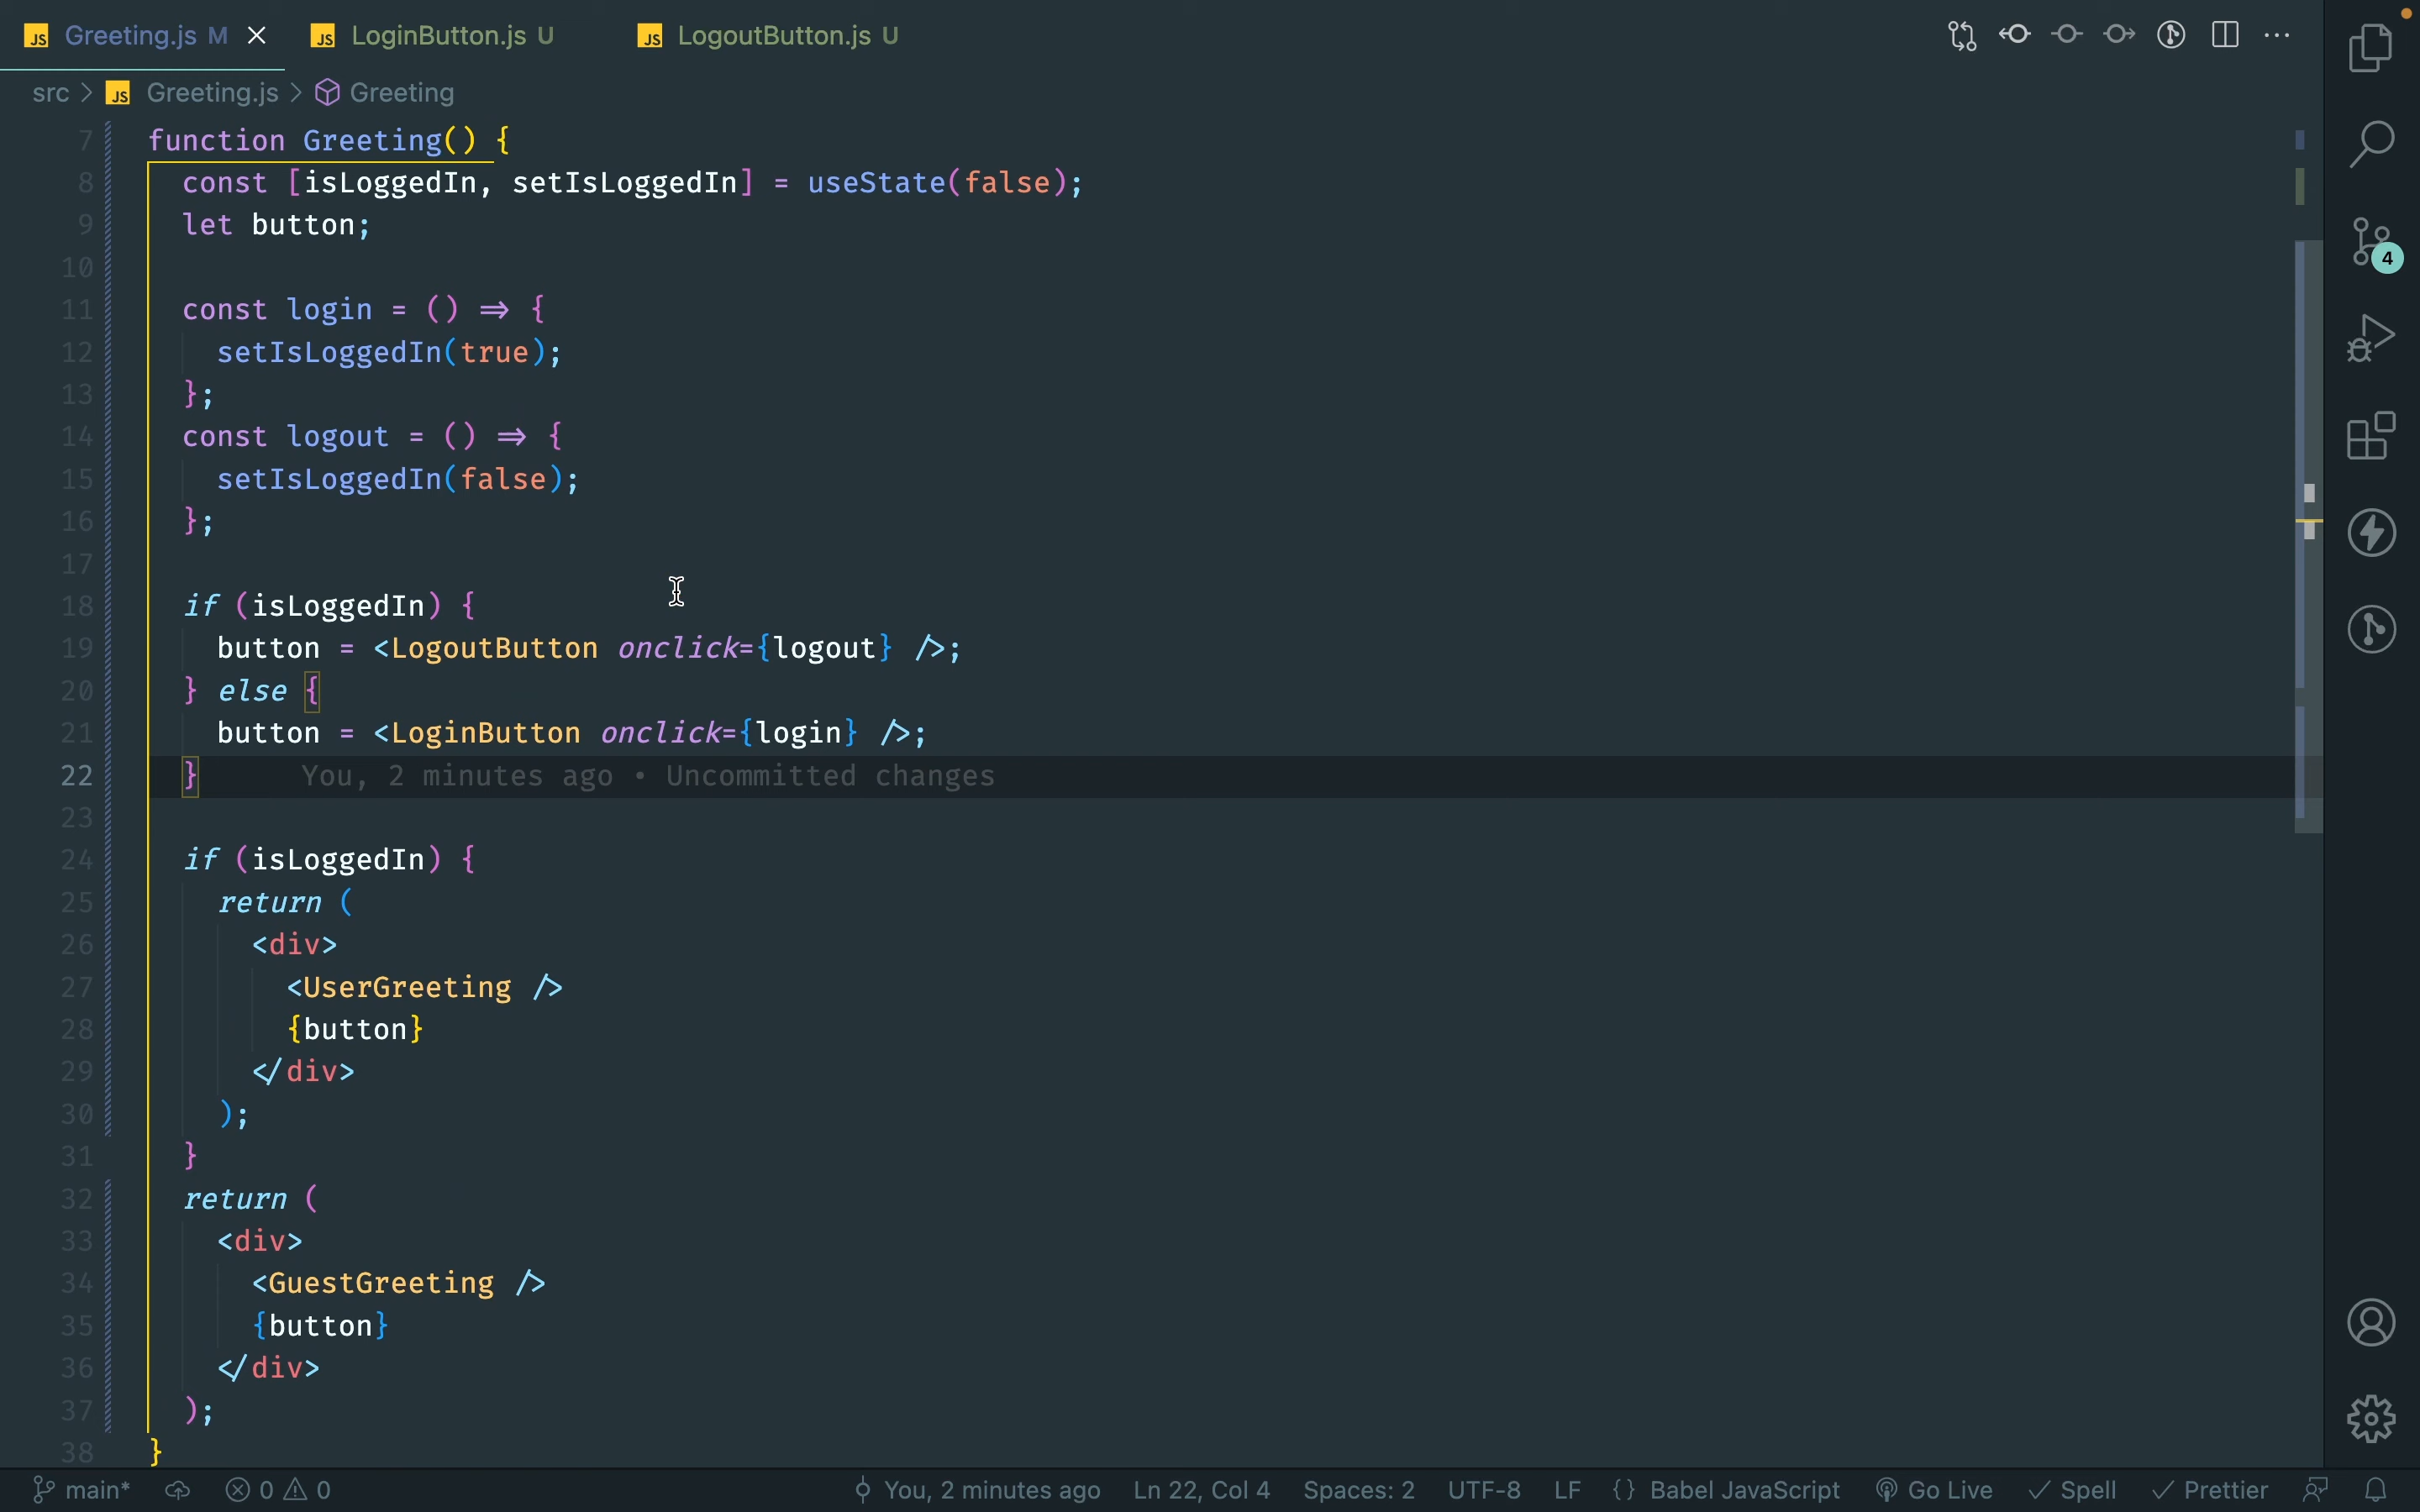 JS Greeting.js M × JS LoginButton.js U JS LogoutButton.js U
src > JS Greeting.js > Greeting
7 function Greeting() {
8 const [isLoggedIn, setIsLoggedIn] = useState(false);
9 let button;
10
11 const login = () => {
12 setIsLoggedIn(true);
13 };
14 const logout = () => {
15 setIsLoggedIn(false);
16 };
17
18 if (isLoggedIn) {
19 button = <LogoutButton onclick={logout} />;
20 } else {
21 button = <LoginButton onclick={login} />;
22 } You, 2 minutes ago • Uncommitted changes
23
24 if (isLoggedIn) {
25 return (
26 <div>
27 <UserGreeting />
28 {button}
29 </div>
30 );
31 }
32 return (
33 <div>
34 <GuestGreeting />
35 {button}
36 </div>
37 );
38 }
4
main* 0 0 You, 2 minutes ago Ln 22, Col 4 Spaces: 2 UTF-8 LF {} Babel JavaScript Go Live ✓ Spell ✓ Prettier